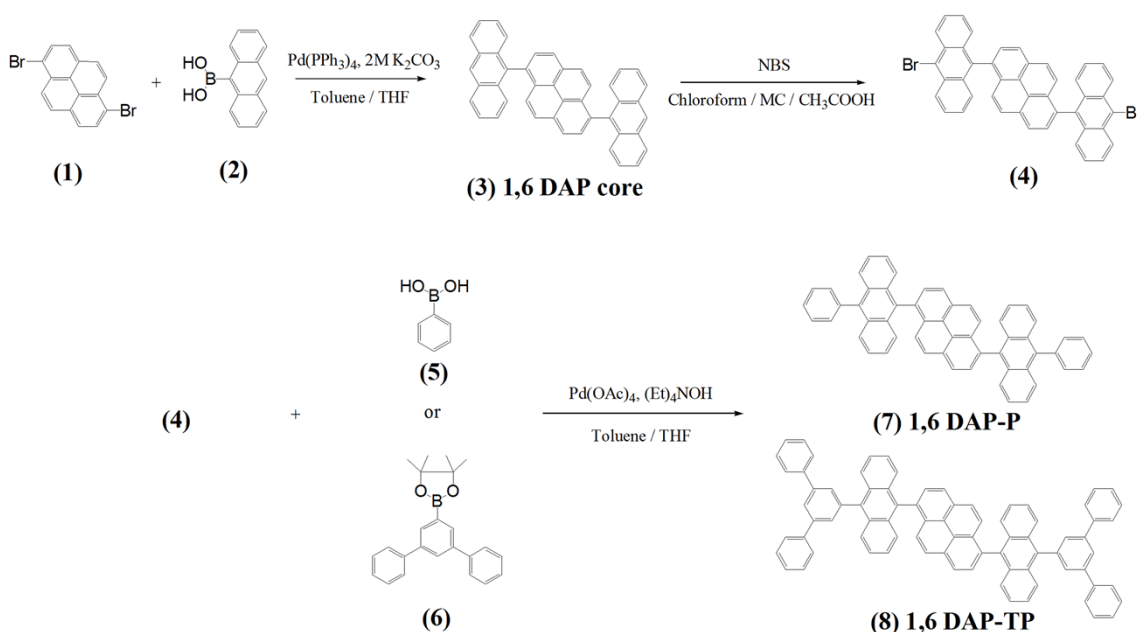 Br
Br
+
HO
B
HO
Pd(PPh3)4, 2M K2CO3
Toluene / THF
NBS
Chloroform / MC / CH3COOH
Br
B
(1)
(2)
(3) 1,6 DAP core
(4)
HO
OH
B
(5)
or
(4)
+
Pd(OAc)4, (Et)4NOH
Toluene / THF
(7) 1,6 DAP-P
O
O
B
(6)
(8) 1,6 DAP-TP